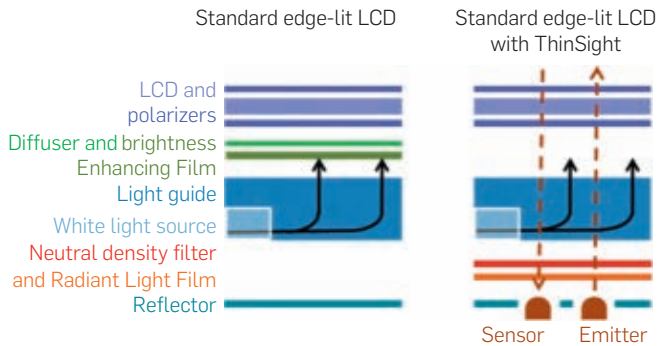 Standard edge-lit LCD
Standard edge-lit LCD
with ThinSight
LCD and
polarizers
Diffuser and brightness
Enhancing Film
Light guide
White light source
Neutral density filter
and Radiant Light Film
Reflector
Sensor
Emitter